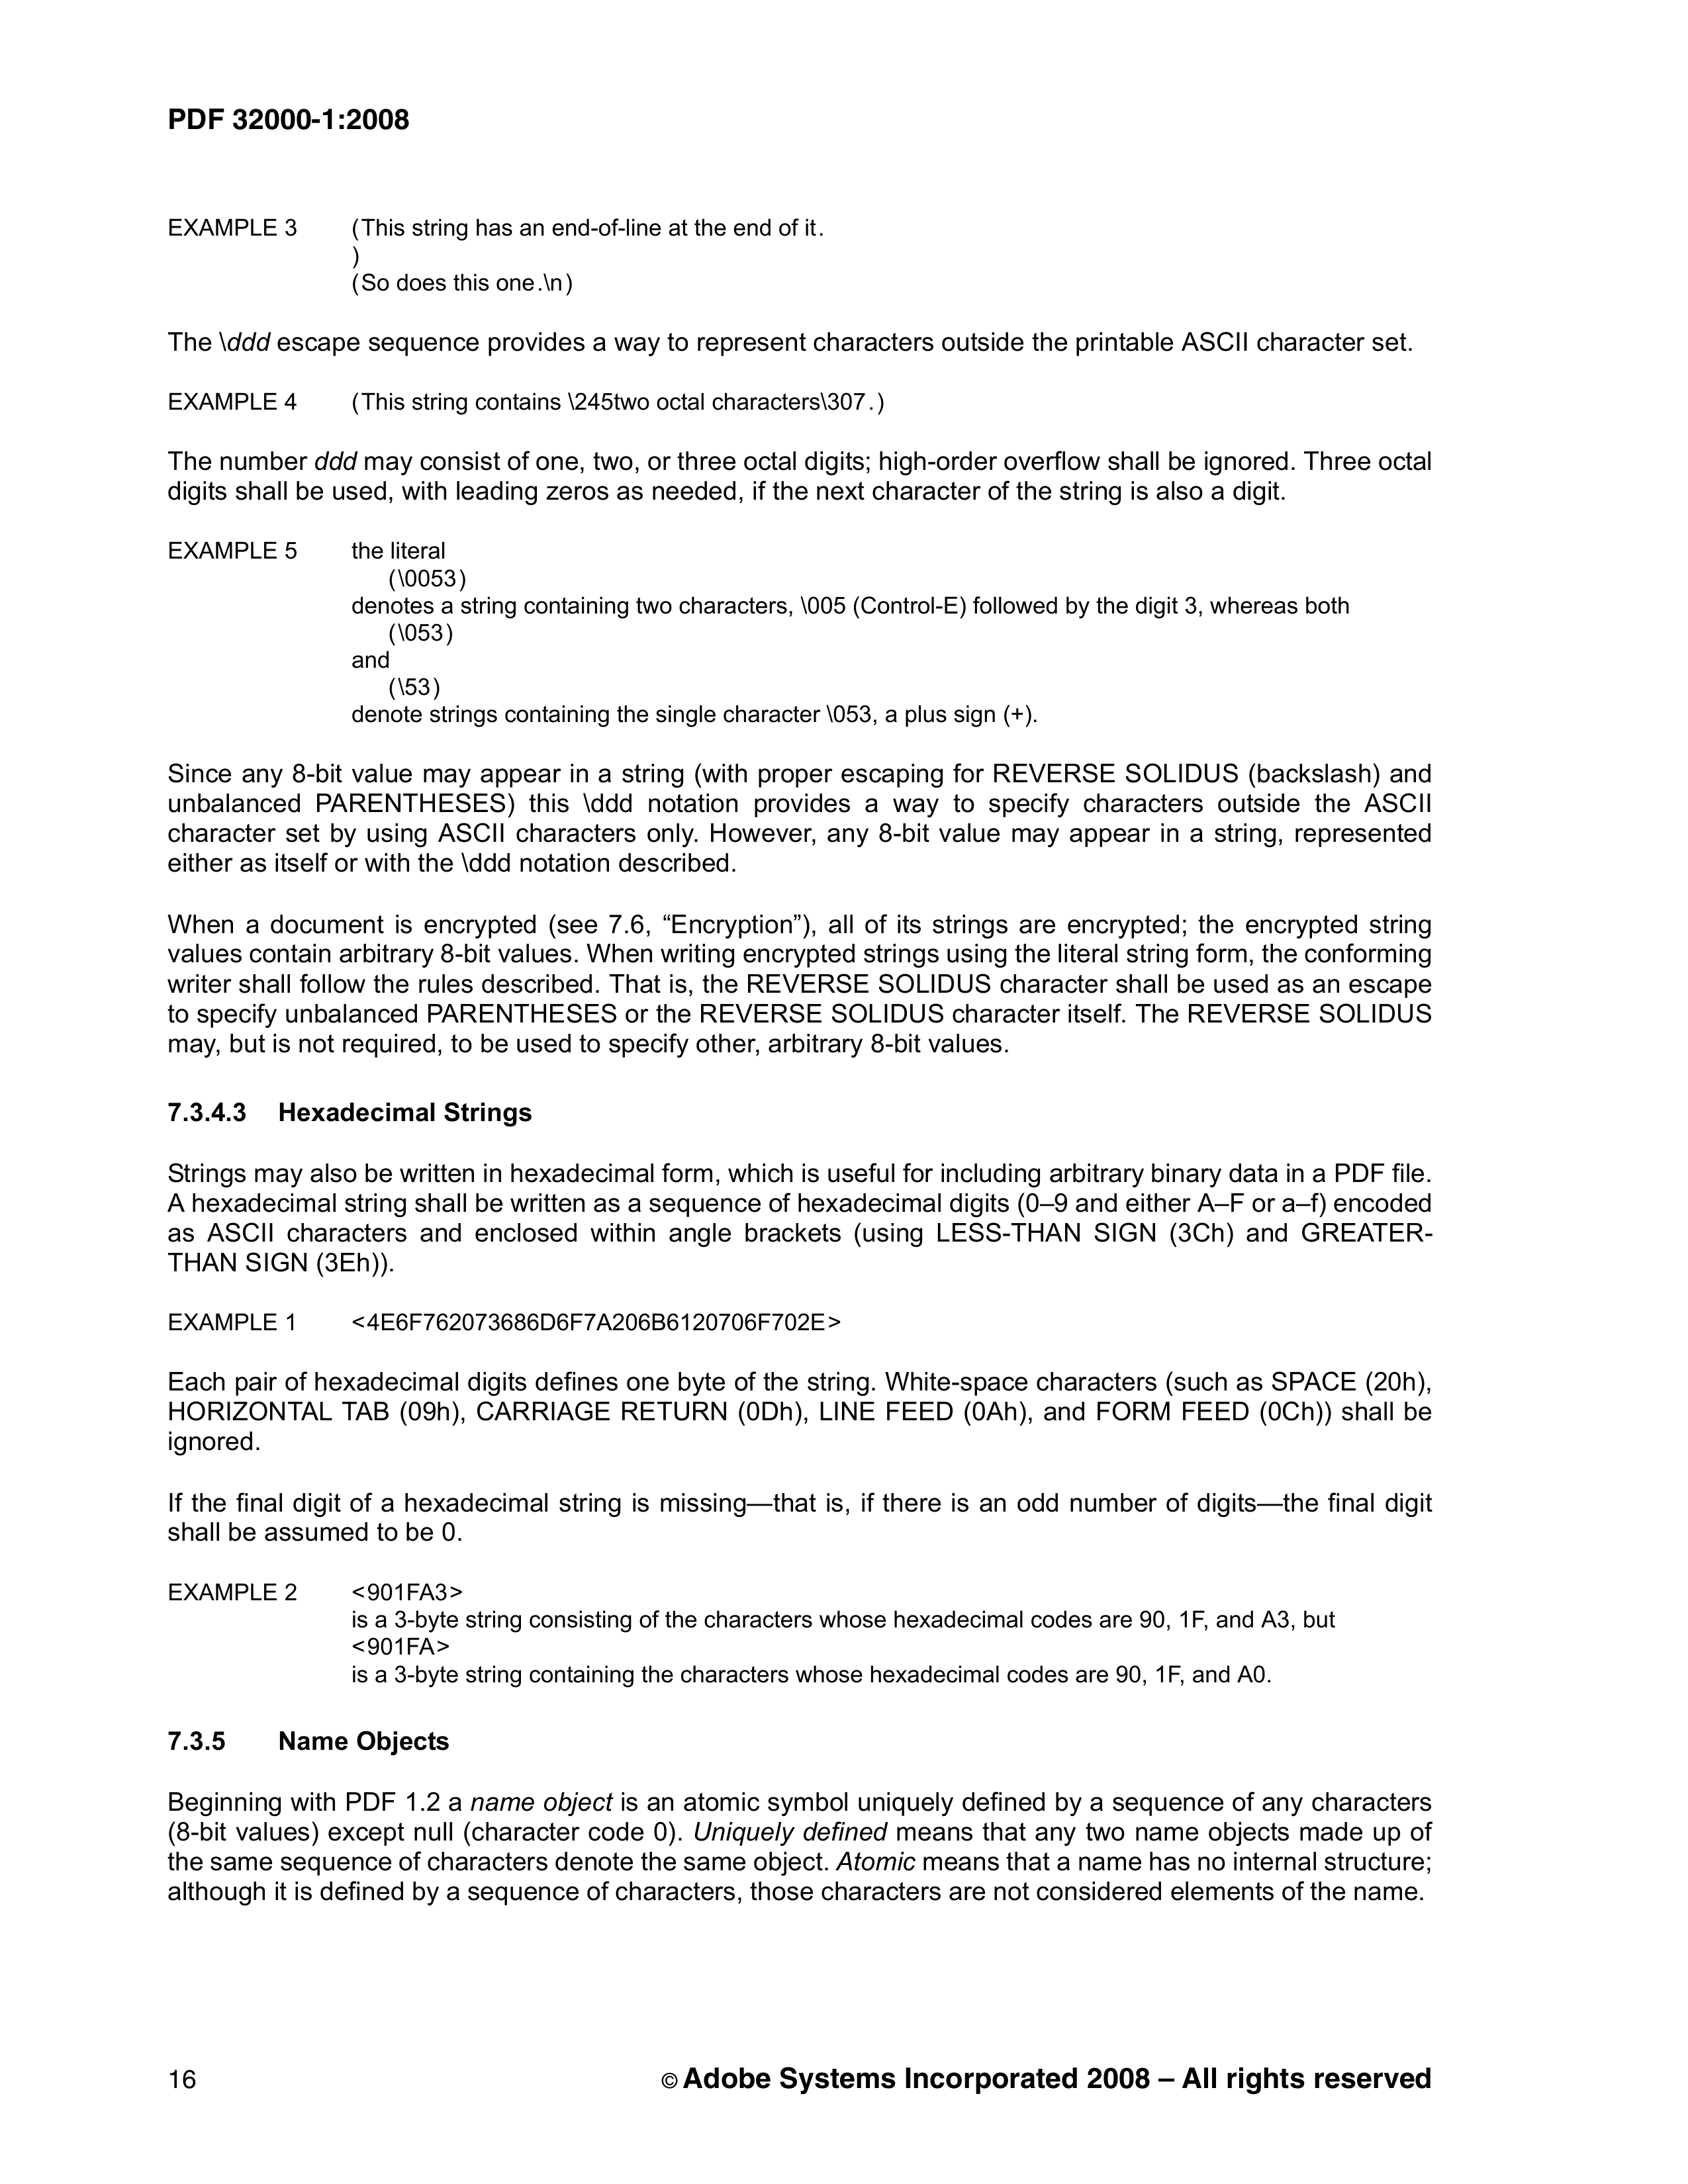 PDF 32000-1:2008
EXAMPLE 3 (This string has an end-of-line at the end of it.
)
(So does this one.\n)
The \ddd escape sequence provides a way to represent characters outside the printable ASCII character set.
EXAMPLE 4 (This string contains \245two octal characters\307.)
The number ddd may consist of one, two, or three octal digits; high-order overflow shall be ignored. Three octal
digits shall be used, with leading zeros as needed, if the next character of the string is also a digit.
EXAMPLE 5 the literal
(\0053)
denotes a string containing two characters, \005 (Control-E) followed by the digit 3, whereas both
(\053)
and
(\53)
denote strings containing the single character \053, a plus sign (+).
Since any 8-bit value may appear in a string (with proper escaping for REVERSE SOLIDUS (backslash) and
unbalanced PARENTHESES) this \ddd notation provides a way to specify characters outside the ASCII
character set by using ASCII characters only. However, any 8-bit value may appear in a string, represented
either as itself or with the \ddd notation described.
When a document is encrypted (see 7.6, “Encryption”), all of its strings are encrypted; the encrypted string
values contain arbitrary 8-bit values. When writing encrypted strings using the literal string form, the conforming
writer shall follow the rules described. That is, the REVERSE SOLIDUS character shall be used as an escape
to specify unbalanced PARENTHESES or the REVERSE SOLIDUS character itself. The REVERSE SOLIDUS
may, but is not required, to be used to specify other, arbitrary 8-bit values.
7.3.4.3 Hexadecimal Strings
Strings may also be written in hexadecimal form, which is useful for including arbitrary binary data in a PDF file.
A hexadecimal string shall be written as a sequence of hexadecimal digits (0–9 and either A–F or a–f) encoded
as ASCII characters and enclosed within angle brackets (using LESS-THAN SIGN (3Ch) and GREATER-
THAN SIGN (3Eh)).
EXAMPLE 1 <4E6F762073686D6F7A206B6120706F702E>
Each pair of hexadecimal digits defines one byte of the string. White-space characters (such as SPACE (20h),
HORIZONTAL TAB (09h), CARRIAGE RETURN (0Dh), LINE FEED (0Ah), and FORM FEED (0Ch)) shall be
ignored.
If the final digit of a hexadecimal string is missing—that is, if there is an odd number of digits—the final digit
shall be assumed to be 0.
EXAMPLE 2 <901FA3>
is a 3-byte string consisting of the characters whose hexadecimal codes are 90, 1F, and A3, but
<901FA>
is a 3-byte string containing the characters whose hexadecimal codes are 90, 1F, and A0.
7.3.5 Name Objects
Beginning with PDF 1.2 a name object is an atomic symbol uniquely defined by a sequence of any characters
(8-bit values) except null (character code 0). Uniquely defined means that any two name objects made up of
the same sequence of characters denote the same object. Atomic means that a name has no internal structure;
although it is defined by a sequence of characters, those characters are not considered elements of the name.
16 © Adobe Systems Incorporated 2008 – All rights reserved